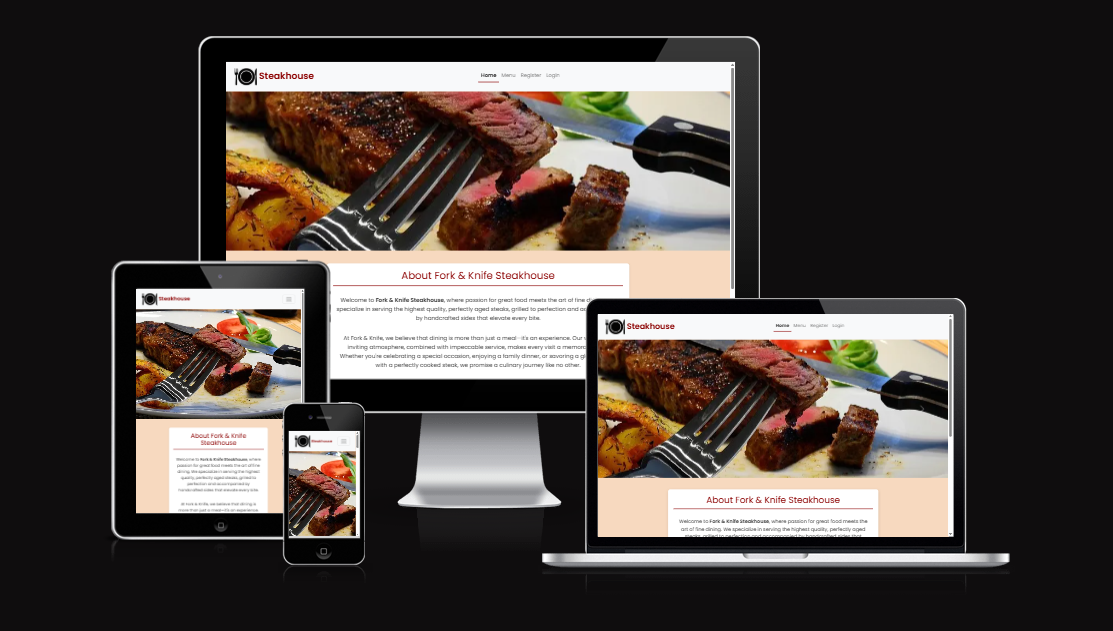 Steakhouse
Home Menu Register Login
About Fork & Knife Steakhouse
Welcome to Fork & Knife Steakhouse, where passion for great food meets the art of fine d
specialize in serving the highest quality, perfectly aged steaks, grilled to perfection and ac
by handcrafted sides that elevate every bite.
At Fork & Knife, we believe that dining is more than just a meal-it's an experience. Our
inviting atmosphere, combined with impeccable service, makes every visit a memor
Whether you're celebrating a special occasion, enjoying a family dinner, or savoring a gl
with a perfectly cooked steak, we promise a culinary journey like no other.
Steakhouse
About Fork & Knife
Steakhouse
Welcome to Fork & Knife Steakhouse, where
passion for great food meets the art of fine
dining. We specialize in serving the highest
quality, perfectly aged steaks, grilled to
perfection and accompanied by
handcrafted sides that elevate every bite.
At Fork & Knife, we believe that dining is
more than just a meal-it's an experience.
Steakhouse
Steakhouse
Home Menu Register Login
About Fork & Knife Steakhouse
Welcome to Fork & Knife Steakhouse, where passion for great food meets the
art of fine dining. We specialize in serving the highest quality, perfectly aged
steaks, grilled to perfection and accompanied by handcrafted sides that